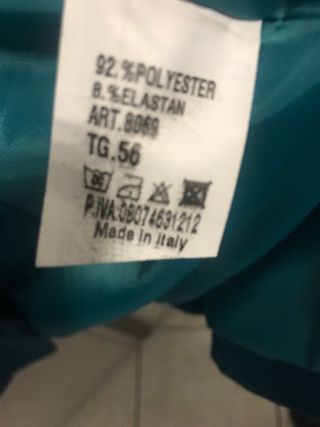 92.%POLYESTER
8.%ELASTAN
ART.8069
TG.56
P.IVA:08074631212
Made in Italy